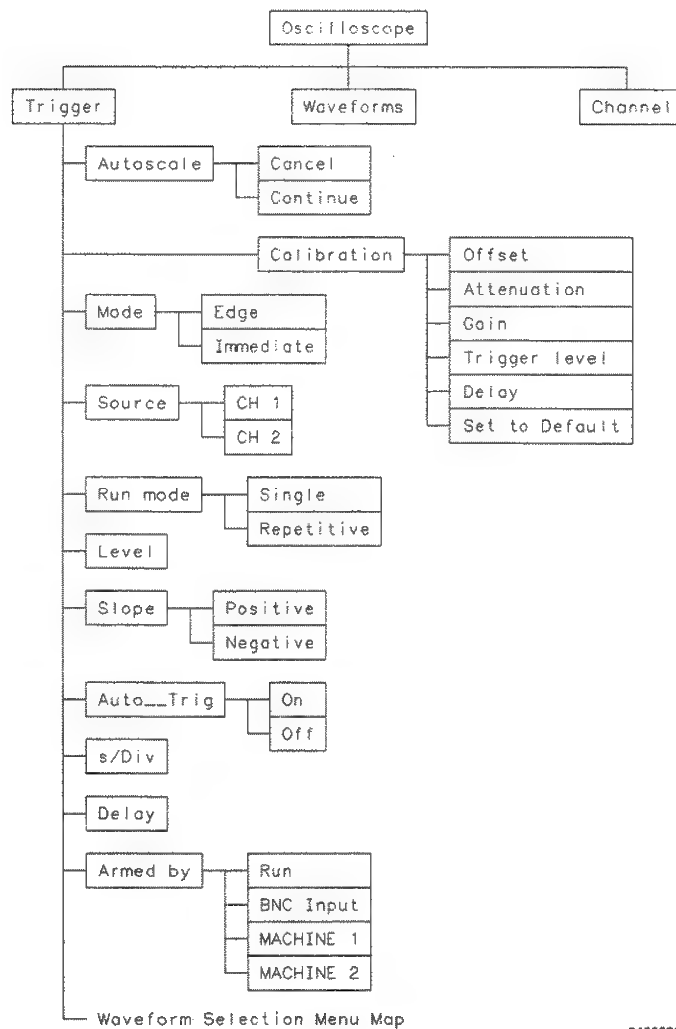 Oscilloscope
Trigger Waveforms Channel
Autoscale Cancel
Continue
Calibration Offset
Attenuation
Gain
Trigger level
Delay
Set to Default
Mode Edge
Immediate
Source CH 1
CH 2
Run mode Single
Repetitive
Level
Slope Positive
Negative
Auto__Trig On
Off
s/Div
Delay
Armed by Run
BNC Input
MACHINE 1
MACHINE 2
Waveform Selection Menu Map